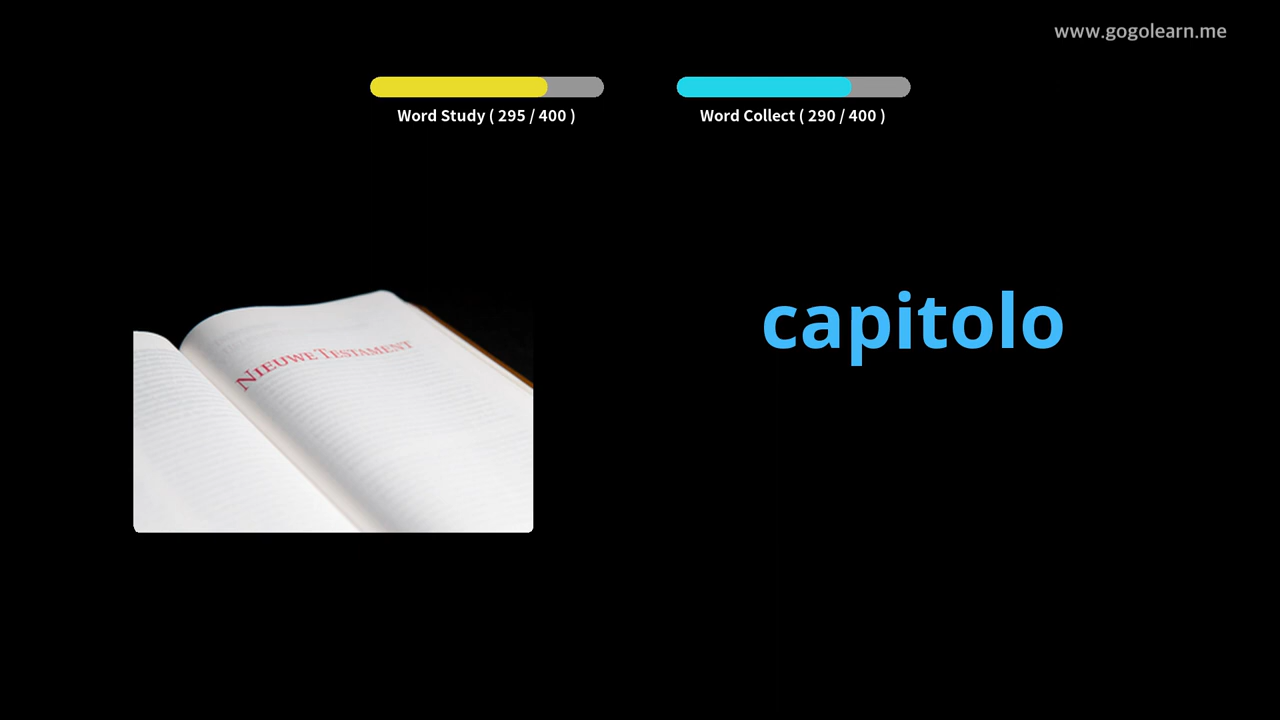 www.gogolearn.me
Word Study ( 295 / 400 )
Word Collect ( 290 / 400 )
capitolo
NIEUWE TESTAMENT